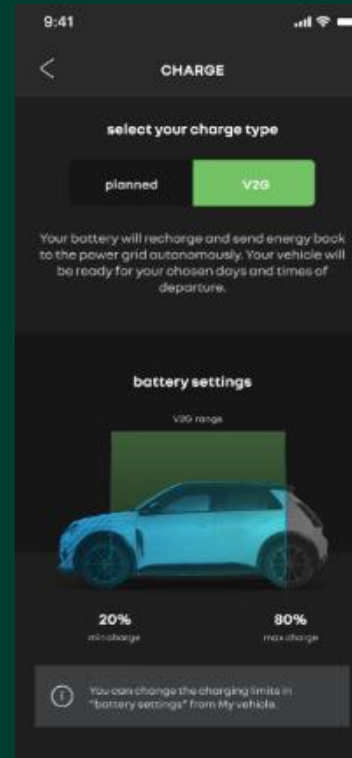 9:41
CHARGE
select your charge type
planned
V2G
Your battery will recharge and send energy back
to the power grid autonomously. Your vehicle will
be ready for your chosen days and times of
departure.
battery settings
V2G range
20%
80%
min charge
max charge
You can change the charging limits in
"battery settings" from My vehicle.